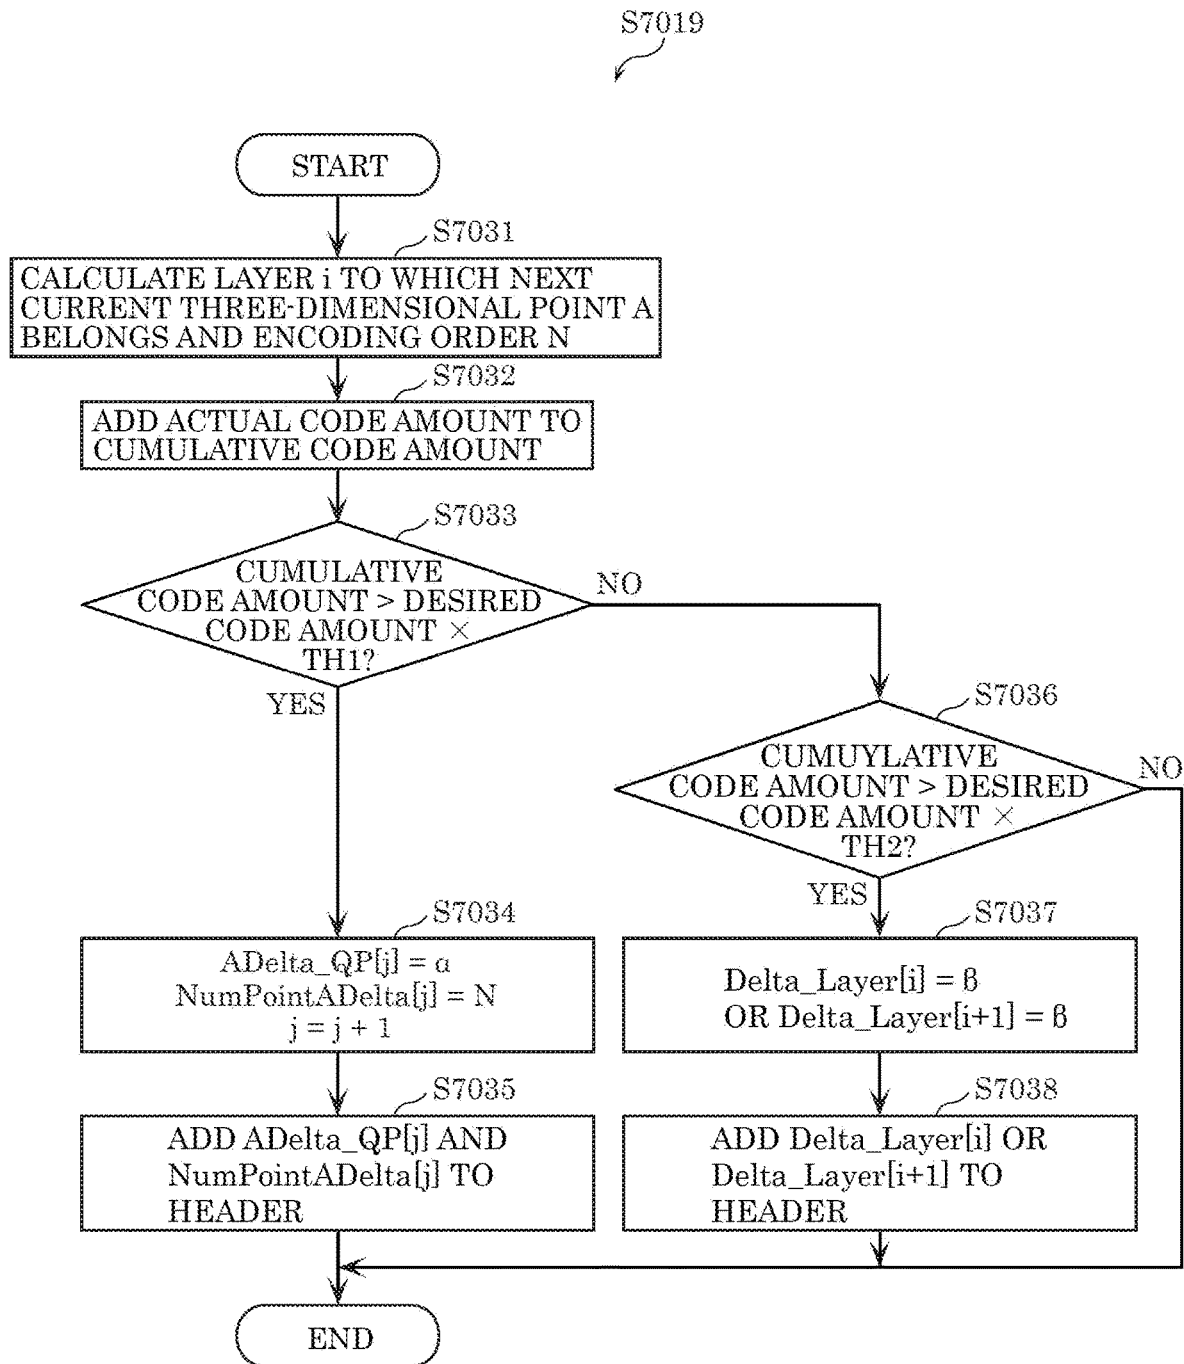 S7019
START
S7031
CALCULATE LAYER i TO WHICH NEXT
CURRENT THREE-DIMENSIONAL POINT A
BELONGS AND ENCODING ORDER N
S7032
ADD ACTUAL CODE AMOUNT TO
CUMULATIVE CODE AMOUNT
S7033
CUMULATIVE
CODE AMOUNT > DESIRED
CODE AMOUNT ×
TH1?
NO
YES
S7036
CUMUYLATIVE
CODE AMOUNT > DESIRED
CODE AMOUNT ×
TH2?
NO
YES
S7034
ADelta_QP[j] = α
NumPointADelta[j] = N
j = j + 1
S7037
Delta_Layer[i] = β
OR Delta_Layer[i+1] = β
S7035
ADD ADelta_QP[j] AND
NumPointADelta[j] TO
HEADER
S7038
ADD Delta_Layer[i] OR
Delta_Layer[i+1] TO
HEADER
END